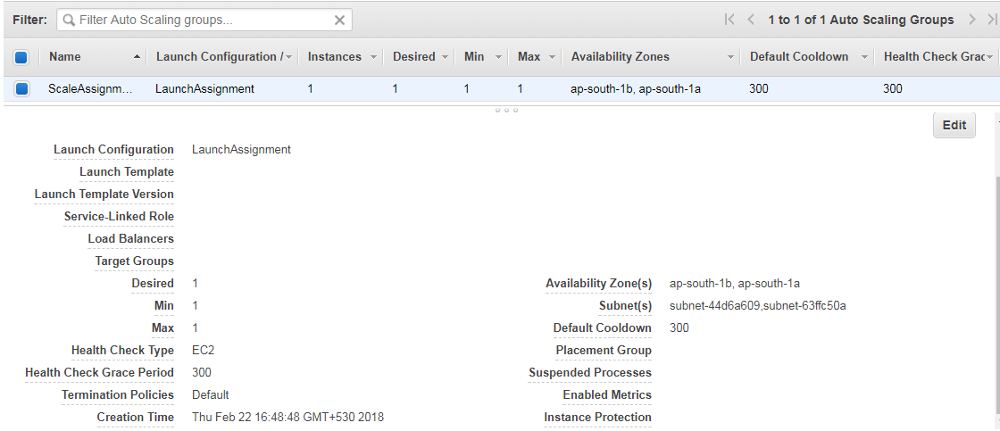 Filter: Filter Auto Scaling groups... 1 to 1 of 1 Auto Scaling Groups
Name Launch Configuration / Instances Desired Min Max Availability Zones Default Cooldown Health Check Grac
ScaleAssignm... LaunchAssignment 1 1 1 1 ap-south-1b, ap-south-1a 300 300
Edit
Launch Configuration LaunchAssignment
Launch Template
Launch Template Version
Service-Linked Role
Load Balancers
Target Groups
Desired 1 Availability Zone(s) ap-south-1b, ap-south-1a
Min 1 Subnet(s) subnet-44d6a609,subnet-63ffc50a
Max 1 Default Cooldown 300
Health Check Type EC2 Placement Group
Health Check Grace Period 300 Suspended Processes
Termination Policies Default Enabled Metrics
Creation Time Thu Feb 22 16:48:48 GMT+530 2018 Instance Protection